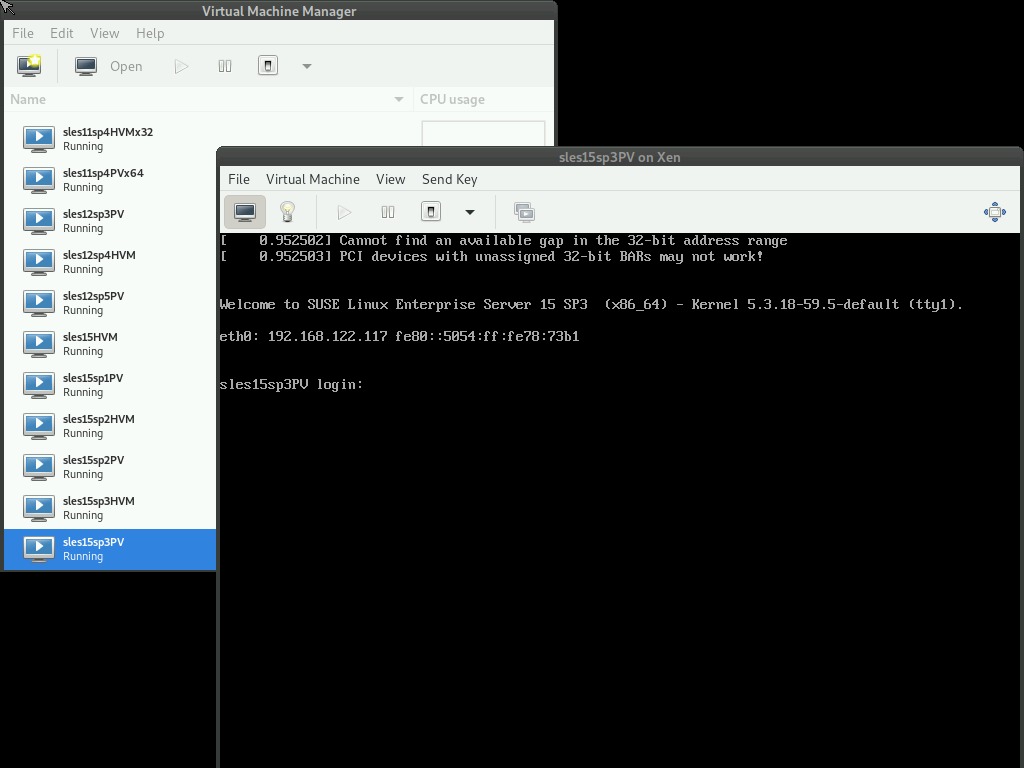 Virtual Machine Manager
File Edit View Help
Open
Name CPU usage
sles11sp4HVMx32
Running
sles11sp4PVx64
Running
sles12sp3PV
Running
sles12sp4HVM
Running
sles12sp5PV
Running
sles15HVM
Running
sles15sp1PV
Running
sles15sp2HVM
Running
sles15sp2PV
Running
sles15sp3HVM
Running
sles15sp3PV
Running
sles15sp3PV on Xen
File Virtual Machine View Send Key
[    0.952502] Cannot find an available gap in the 32-bit address range
[    0.952503] PCI devices with unassigned 32-bit BARs may not work!
Welcome to SUSE Linux Enterprise Server 15 SP3  (x86_64) - Kernel 5.3.18-59.5-default (tty1).
eth0: 192.168.122.117 fe80::5054:ff:fe78:73b1
sles15sp3PV login: